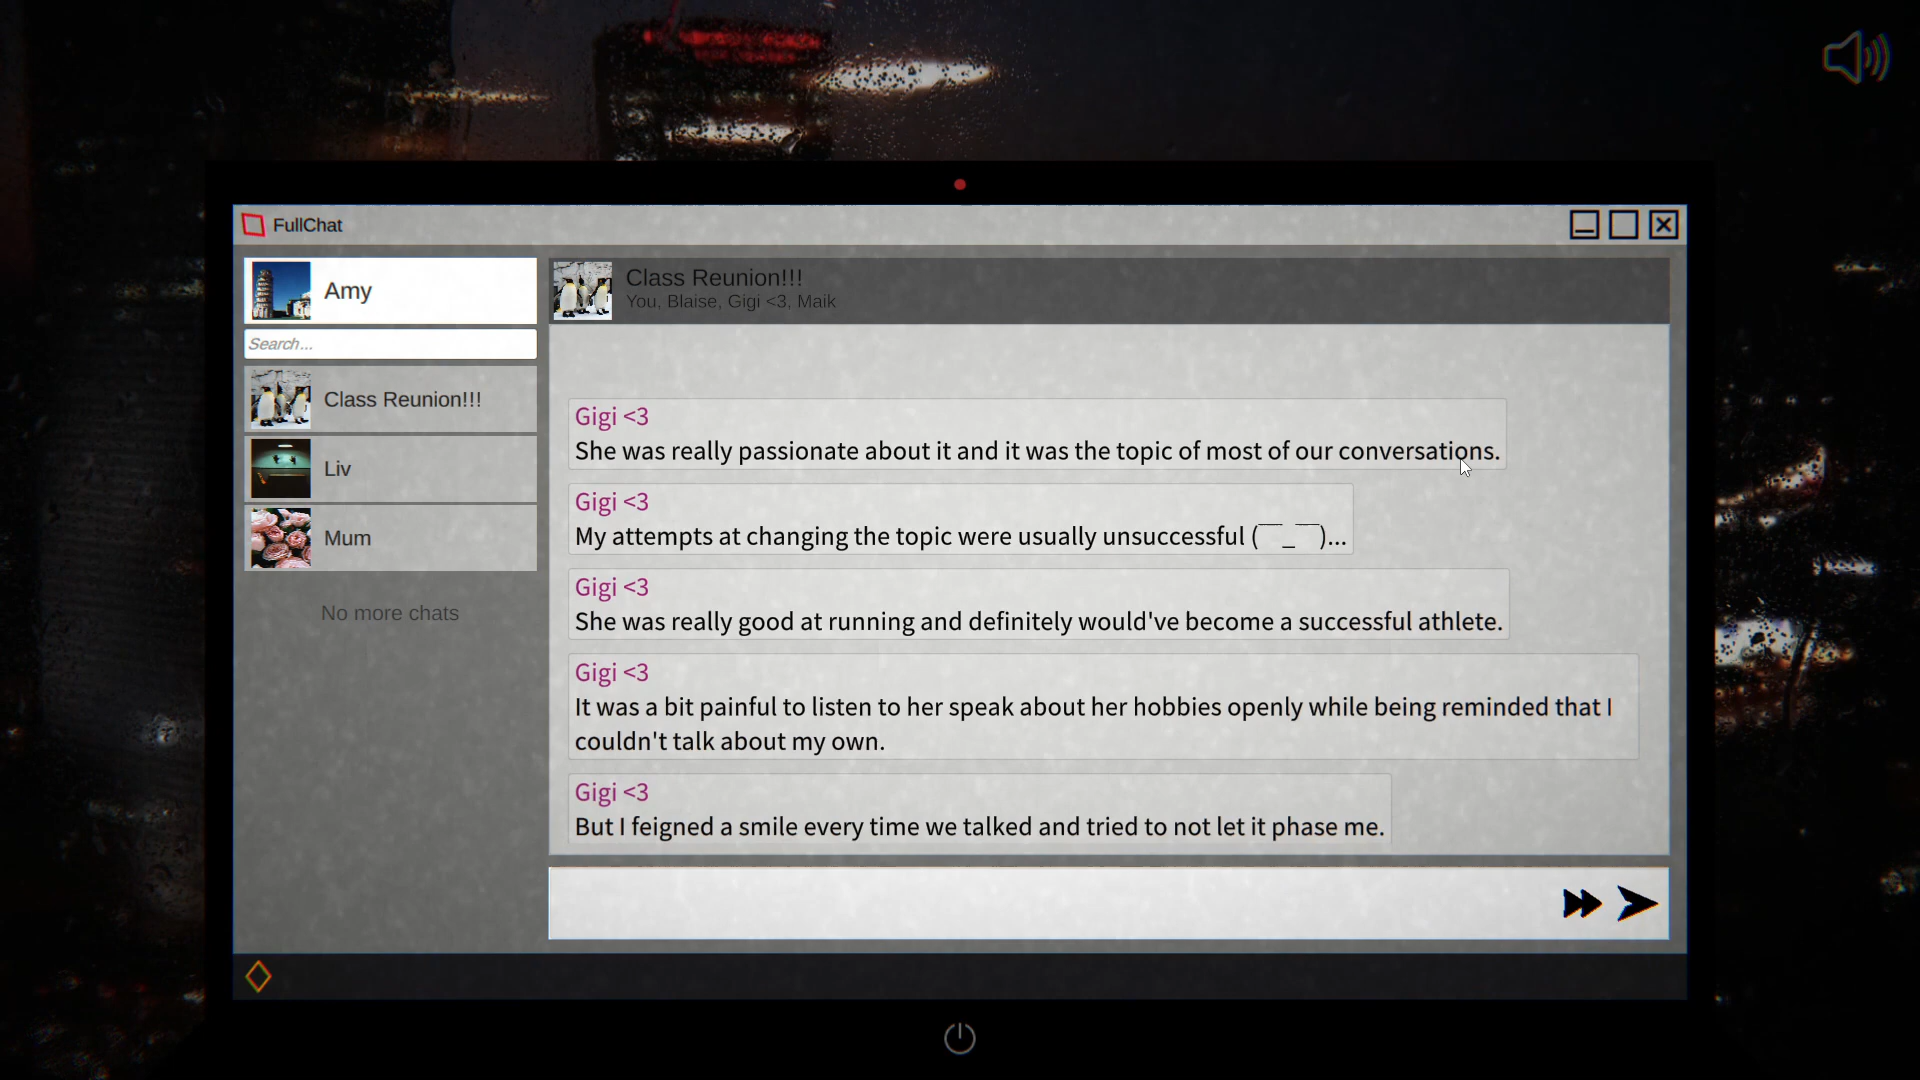 FullChat
Amy
Search...
Class Reunion!!!
Liv
Mum
No more chats
Class Reunion!!!
You, Blaise, Gigi <3, Maik
Gigi <3
She was really passionate about it and it was the topic of most of our conversations.
Gigi <3
My attempts at changing the topic were usually unsuccessful (￣_￣)...
Gigi <3
She was really good at running and definitely would've become a successful athlete.
Gigi <3
It was a bit painful to listen to her speak about her hobbies openly while being reminded that I
couldn't talk about my own.
Gigi <3
But I feigned a smile every time we talked and tried to not let it phase me.